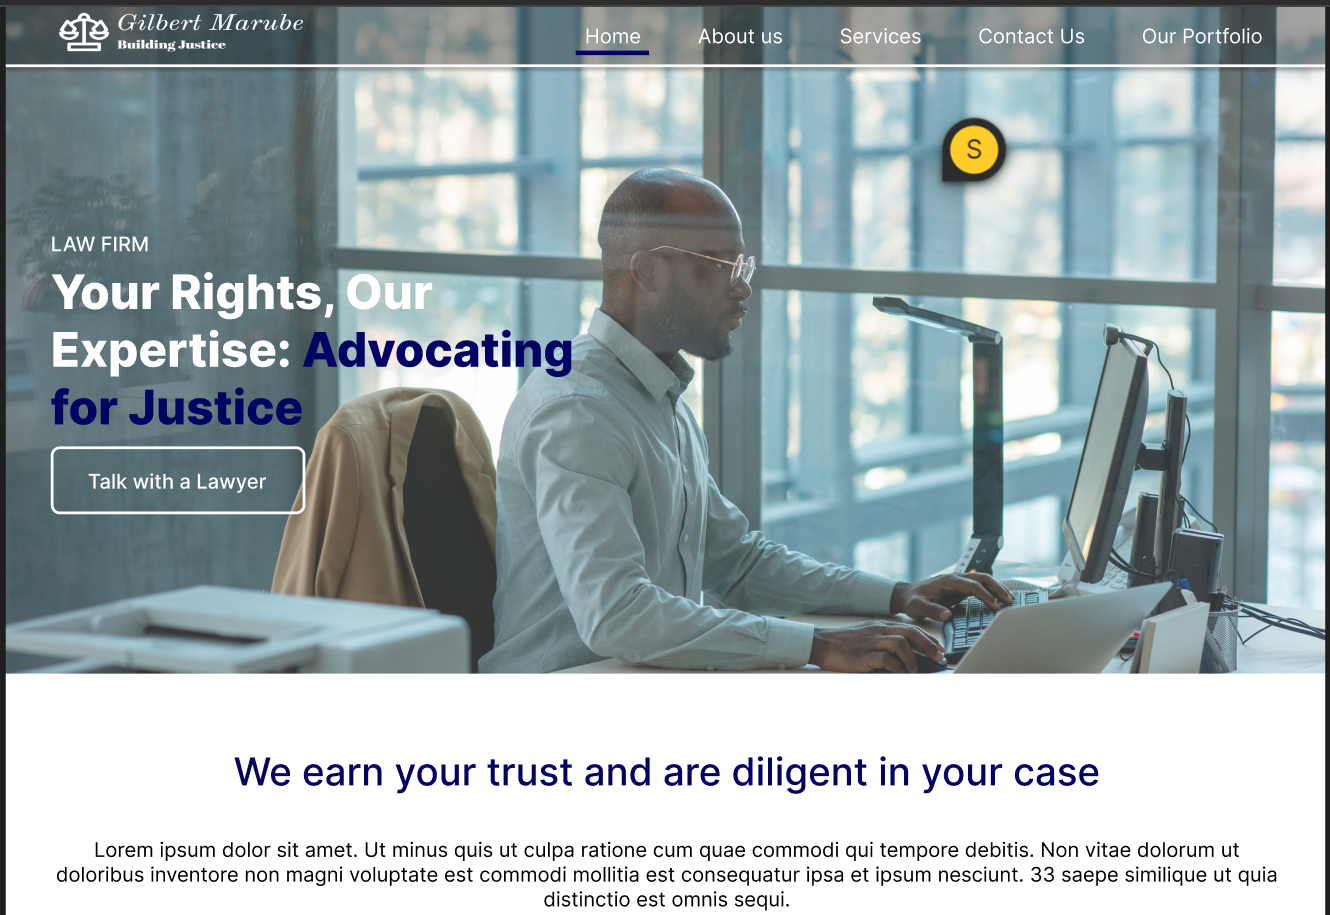 Gilbert Marube
Building Justice
Home
About us
Services
Contact Us
Our Portfolio
S
LAW FIRM
Your Rights, Our
Expertise: Advocating
for Justice
Talk with a Lawyer
We earn your trust and are diligent in your case
Lorem ipsum dolor sit amet. Ut minus quis ut culpa ratione cum quae commodi qui tempore debitis. Non vitae dolorum ut
doloribus inventore non magni voluptate est commodi mollitia est consequatur ipsa et ipsum nesciunt. 33 saepe similique ut quia
distinctio est omnis sequi.